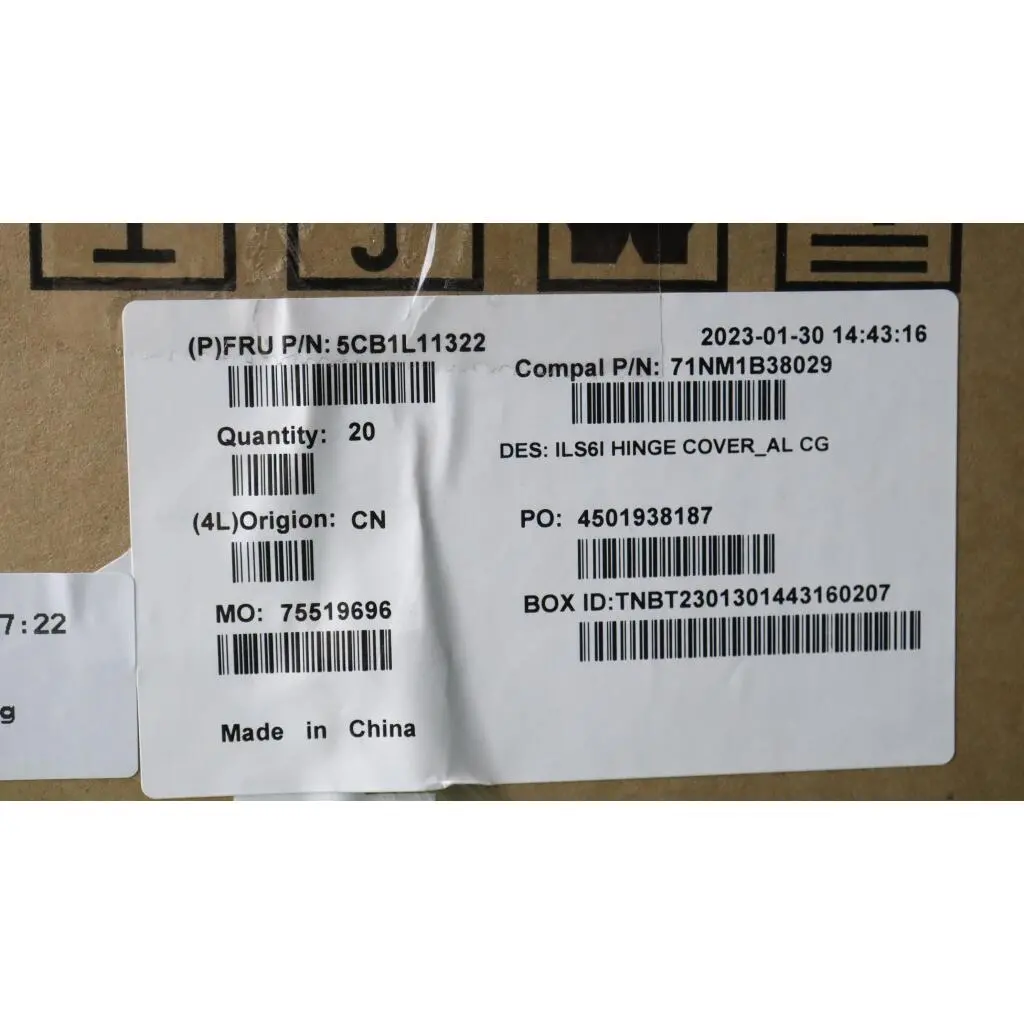 (P)FRU P/N: 5CB1L11322
2023-01-30 14:43:16
Compal P/N: 71NM1B38029
Quantity: 20
DES: ILS6I HINGE COVER_AL CG
(4L)Origion: CN
PO: 4501938187
MO: 75519696
BOX ID:TNBT2301301443160207
Made in China
7:22
g